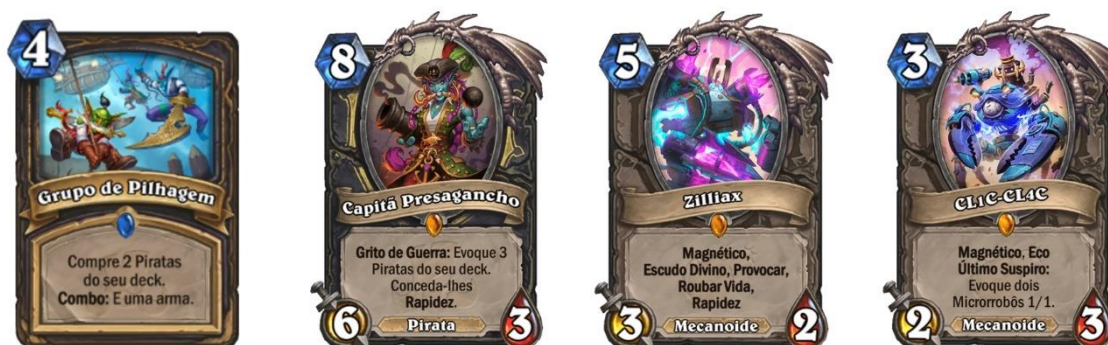 4
Grupo de Pilhagem
Compre 2 Piratas
do seu deck.
Combo: E uma arma.
8
Capitã Presagancho
Grito de Guerra: Evoque 3
Piratas do seu deck.
Conceda-lhes
Rapidez.
6
Pirata
3
5
Zilliax
Magnético,
Escudo Divino, Provocar,
Roubar Vida,
Rapidez
3
Mecanoide
2
3
CL1C-CL4C
Magnético, Eco
Último Suspiro:
Evoque dois
Microrrobôs 1/1.
2
Mecanoide
3